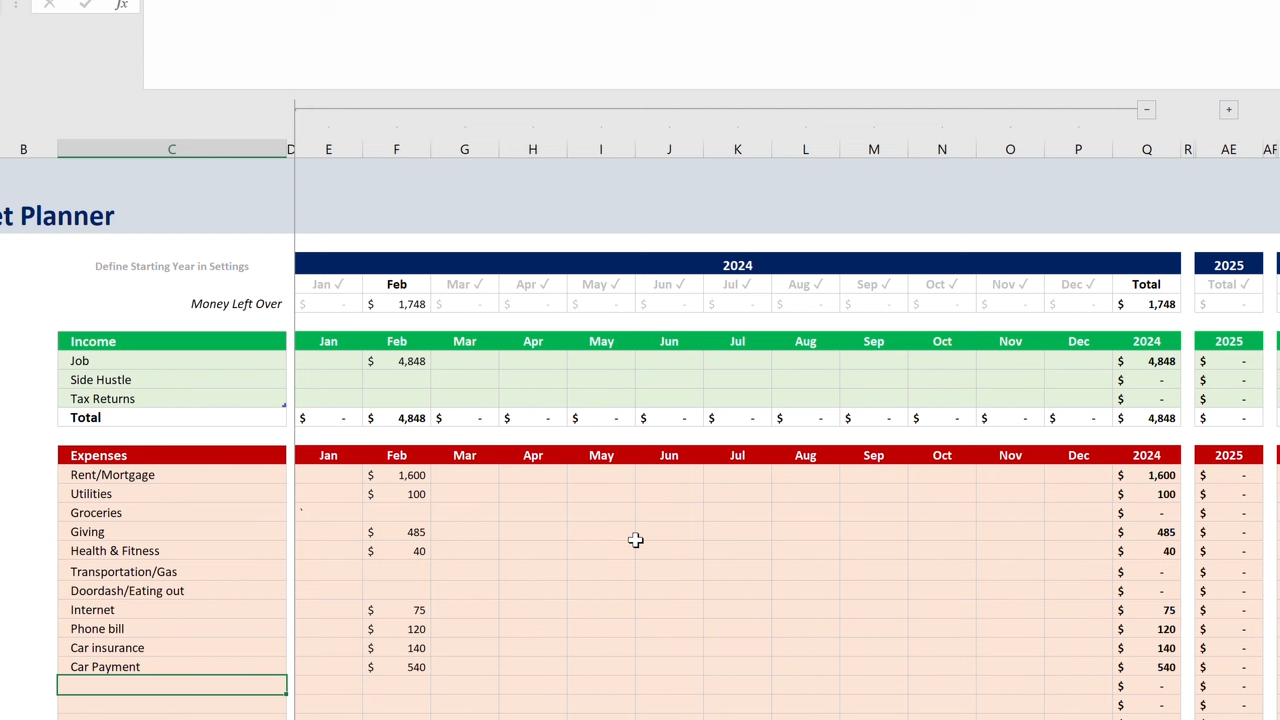 fx
B C D E F G H I J K L M N O P Q R AE AF
et Planner
Define Starting Year in Settings 2024 2025
Jan ✓ Feb Mar ✓ Apr ✓ May ✓ Jun ✓ Jul ✓ Aug ✓ Sep ✓ Oct ✓ Nov ✓ Dec ✓ Total Total ✓
Money Left Over $ - $ 1,748 $ - $ - $ - $ - $ - $ - $ - $ - $ - $ - $ 1,748 $ -
Income Jan Feb Mar Apr May Jun Jul Aug Sep Oct Nov Dec 2024 2025
Job $ 4,848 $ 4,848 $ -
Side Hustle $ - $ -
Tax Returns $ - $ -
Total $ - $ 4,848 $ - $ - $ - $ - $ - $ - $ - $ - $ - $ - $ 4,848 $ -
Expenses Jan Feb Mar Apr May Jun Jul Aug Sep Oct Nov Dec 2024 2025
Rent/Mortgage $ 1,600 $ 1,600 $ -
Utilities $ 100 $ 100 $ -
Groceries ` $ - $ -
Giving $ 485 $ 485 $ -
Health & Fitness $ 40 $ 40 $ -
Transportation/Gas $ - $ -
Doordash/Eating out $ - $ -
Internet $ 75 $ 75 $ -
Phone bill $ 120 $ 120 $ -
Car insurance $ 140 $ 140 $ -
Car Payment $ 540 $ 540 $ -
$ - $ -
$ - $ -